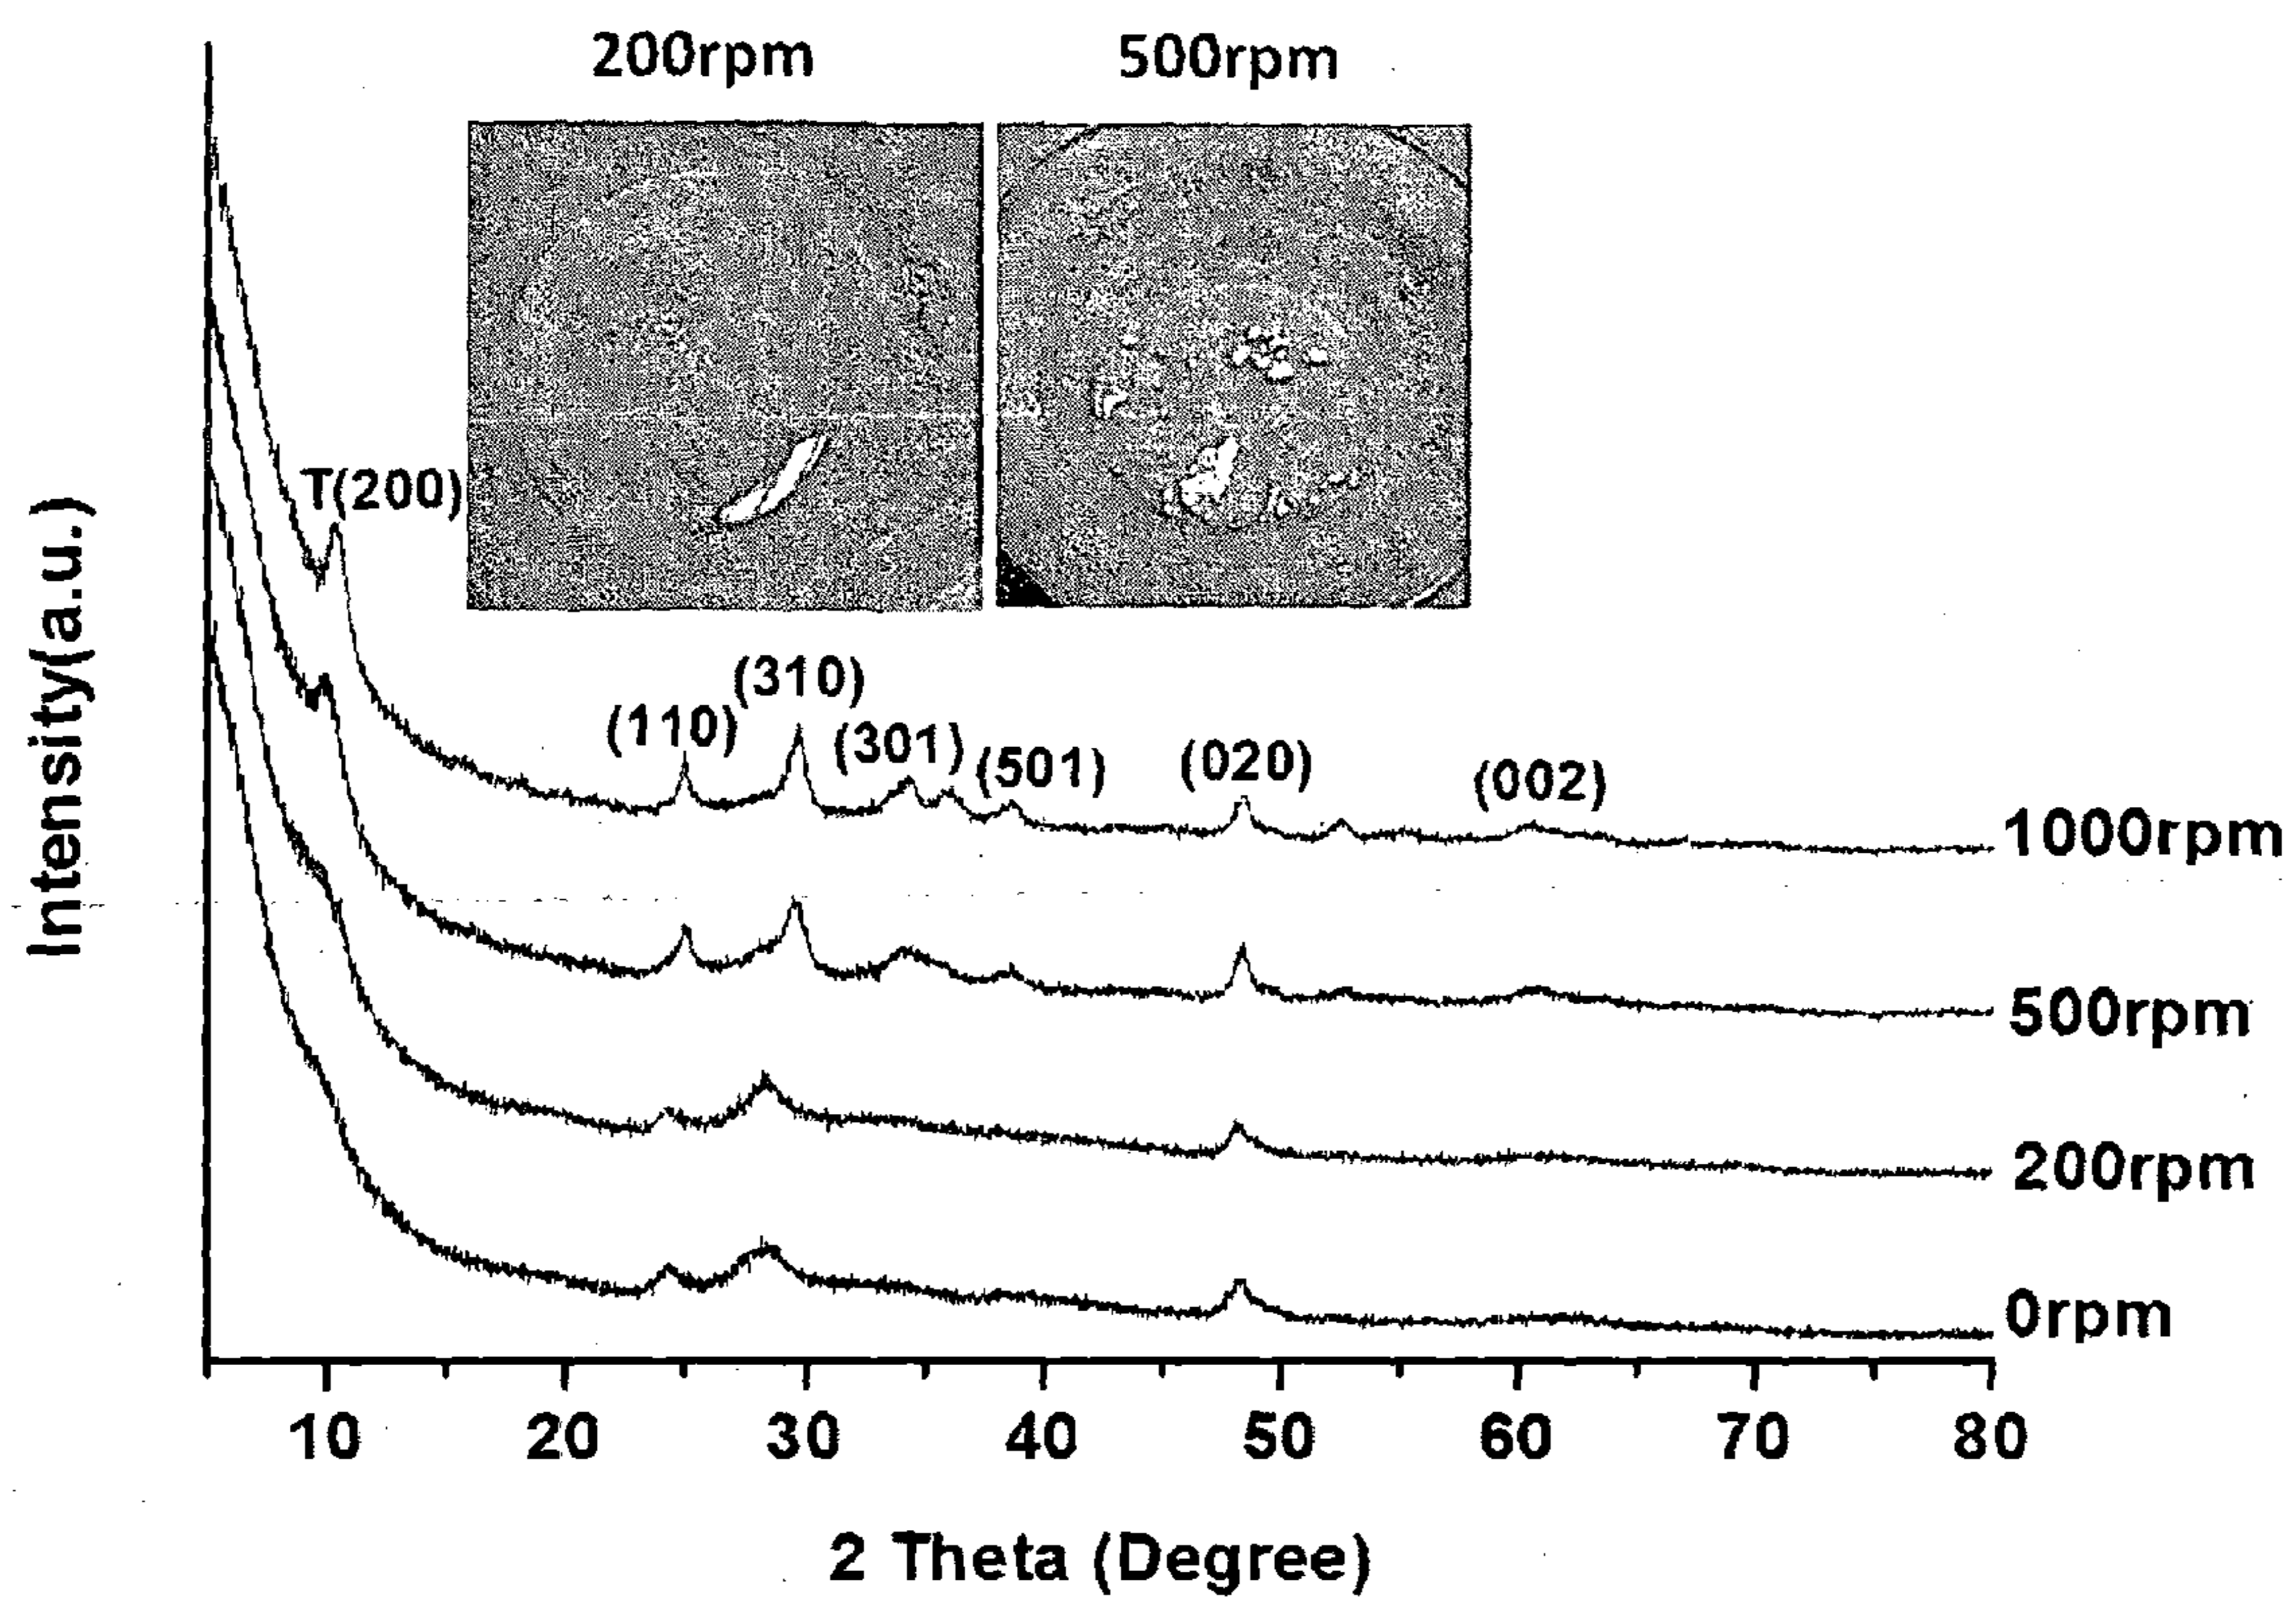 200rpm 500rpm
Intensity(a.u.)
T(200)
(110) (310) (301) (501) (020) (002)
1000rpm
500rpm
200rpm
0rpm
10 20 30 40 50 60 70 80
2 Theta (Degree)